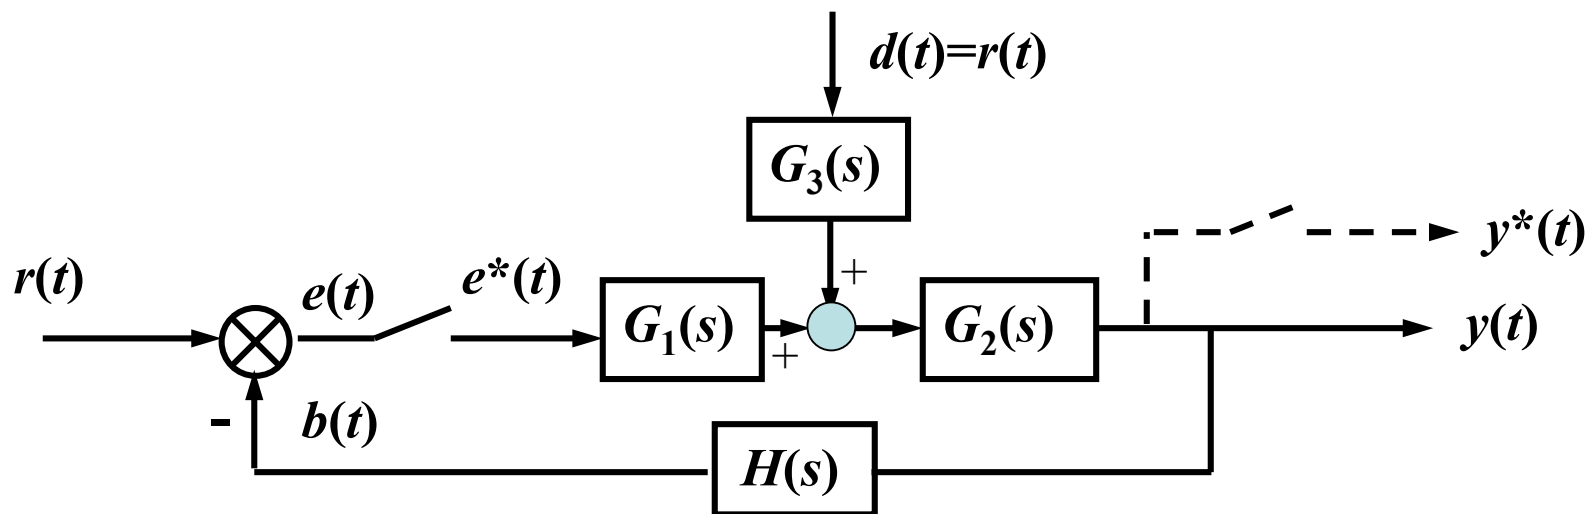 d(t)=r(t)
G₃(s)
+
y*(t)
r(t)
e(t)
e*(t)
G₁(s)
+
G₂(s)
y(t)
-
b(t)
H(s)